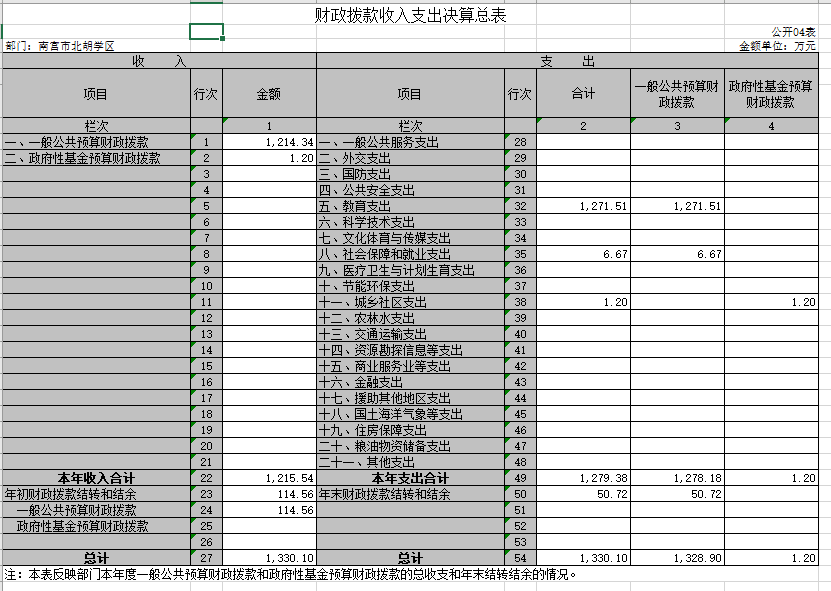 财政拨款收入支出决算总表
公开04表
部门：南宫市北胡学区 金额单位：万元
收 入 支 出
项目 行次 金额 项目 行次 合计 一般公共预算财政拨款 政府性基金预算财政拨款
栏次 1 栏次 2 3 4
一、一般公共预算财政拨款 1 1,214.34 一、一般公共服务支出 28
二、政府性基金预算财政拨款 2 1.20 二、外交支出 29
3 三、国防支出 30
4 四、公共安全支出 31
5 五、教育支出 32 1,271.51 1,271.51
6 六、科学技术支出 33
7 七、文化体育与传媒支出 34
8 八、社会保障和就业支出 35 6.67 6.67
9 九、医疗卫生与计划生育支出 36
10 十、节能环保支出 37
11 十一、城乡社区支出 38 1.20 1.20
12 十二、农林水支出 39
13 十三、交通运输支出 40
14 十四、资源勘探信息等支出 41
15 十五、商业服务业等支出 42
16 十六、金融支出 43
17 十七、援助其他地区支出 44
18 十八、国土海洋气象等支出 45
19 十九、住房保障支出 46
20 二十、粮油物资储备支出 47
21 二十一、其他支出 48
本年收入合计 22 1,215.54 本年支出合计 49 1,279.38 1,278.18 1.20
年初财政拨款结转和结余 23 114.56 年末财政拨款结转和结余 50 50.72 50.72
一般公共预算财政拨款 24 114.56 51
政府性基金预算财政拨款 25 52
26 53
总计 27 1,330.10 总计 54 1,330.10 1,328.90 1.20
注：本表反映部门本年度一般公共预算财政拨款和政府性基金预算财政拨款的总收支和年末结转结余的情况。